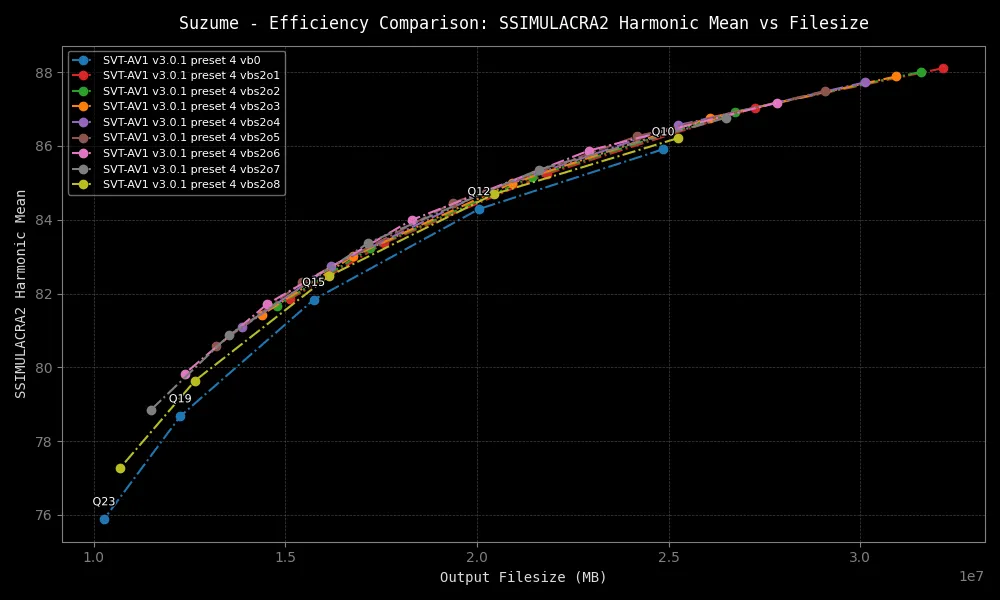 Suzume - Efficiency Comparison: SSIMULACRA2 Harmonic Mean vs Filesize
SVT-AV1 v3.0.1 preset 4 vb0
SVT-AV1 v3.0.1 preset 4 vbs2o1
SVT-AV1 v3.0.1 preset 4 vbs2o2
SVT-AV1 v3.0.1 preset 4 vbs2o3
SVT-AV1 v3.0.1 preset 4 vbs2o4
SVT-AV1 v3.0.1 preset 4 vbs2o5
SVT-AV1 v3.0.1 preset 4 vbs2o6
SVT-AV1 v3.0.1 preset 4 vbs2o7
SVT-AV1 v3.0.1 preset 4 vbs2o8
SSIMULACRA2 Harmonic Mean
88
86
84
82
80
78
76
Q10
Q12
Q15
Q19
Q23
1.0
1.5
2.0
2.5
3.0
1e7
Output Filesize (MB)